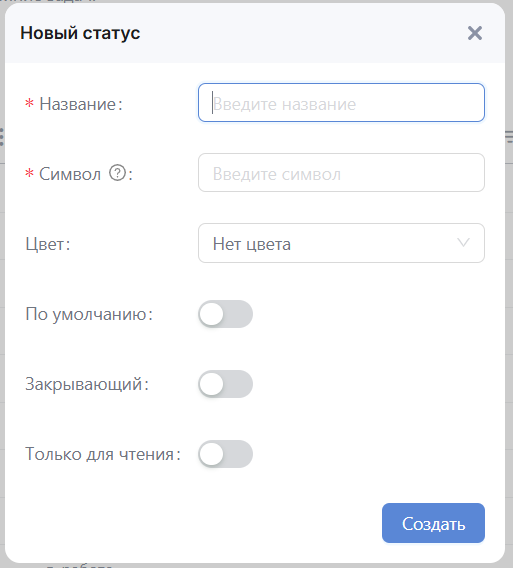 Новый статус
* Название:
Введите название
* Символ ?:
Введите символ
Цвет:
Нет цвета
По умолчанию:
Закрывающий:
Только для чтения:
Создать